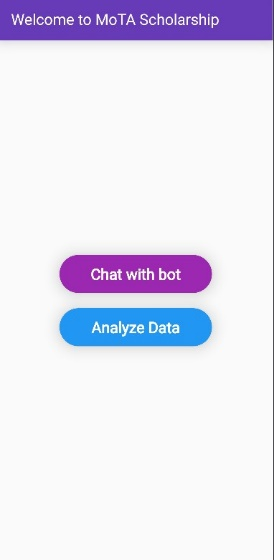 Welcome to MoTA Scholarship
Chat with bot
Analyze Data